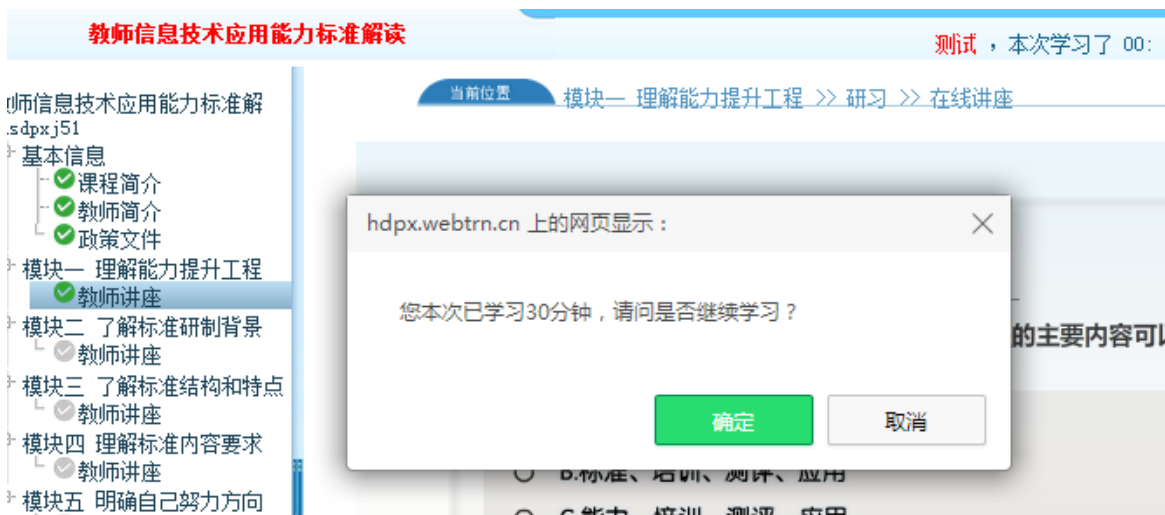 教师信息技术应用能力标准解读
测试 ，本次学习了 00:
当前位置
模块一 理解能力提升工程 >> 研习 >> 在线讲座
师信息技术应用能力标准解
.sdpxj51
基本信息
课程简介
教师简介
政策文件
模块一 理解能力提升工程
教师讲座
模块二 了解标准研制背景
教师讲座
模块三 了解标准结构和特点
教师讲座
模块四 理解标准内容要求
教师讲座
模块五 明确自己努力方向
hdpx.webtrn.cn 上的网页显示：
您本次已学习30分钟，请问是否继续学习？
确定
取消
的主要内容可以
B.标准、培训、测评、应用
C.能力、培训、测评、应用